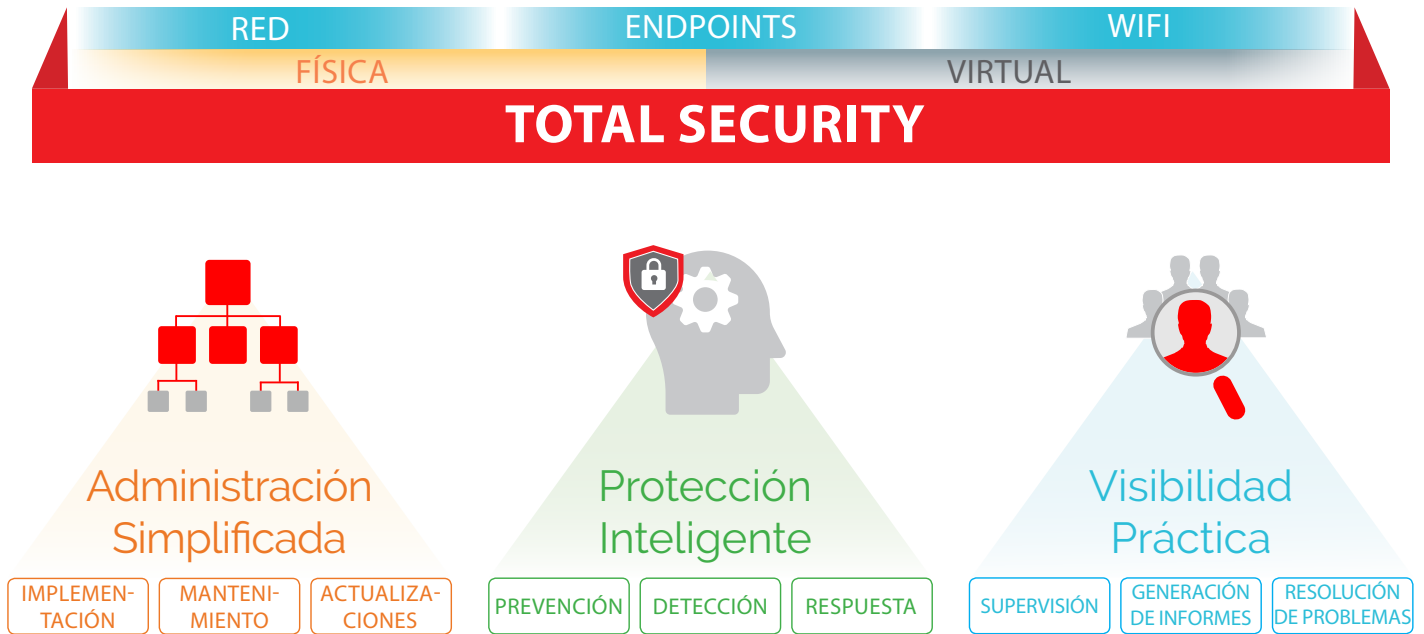 RED ENDPOINTS WIFI
FÍSICA VIRTUAL
TOTAL SECURITY
Administración
Simplificada
IMPLEMEN-
TACIÓN
MANTENI-
MIENTO
ACTUALIZA-
CIONES
Protección
Inteligente
PREVENCIÓN
DETECCIÓN
RESPUESTA
Visibilidad
Práctica
SUPERVISIÓN
GENERACIÓN
DE INFORMES
RESOLUCIÓN
DE PROBLEMAS